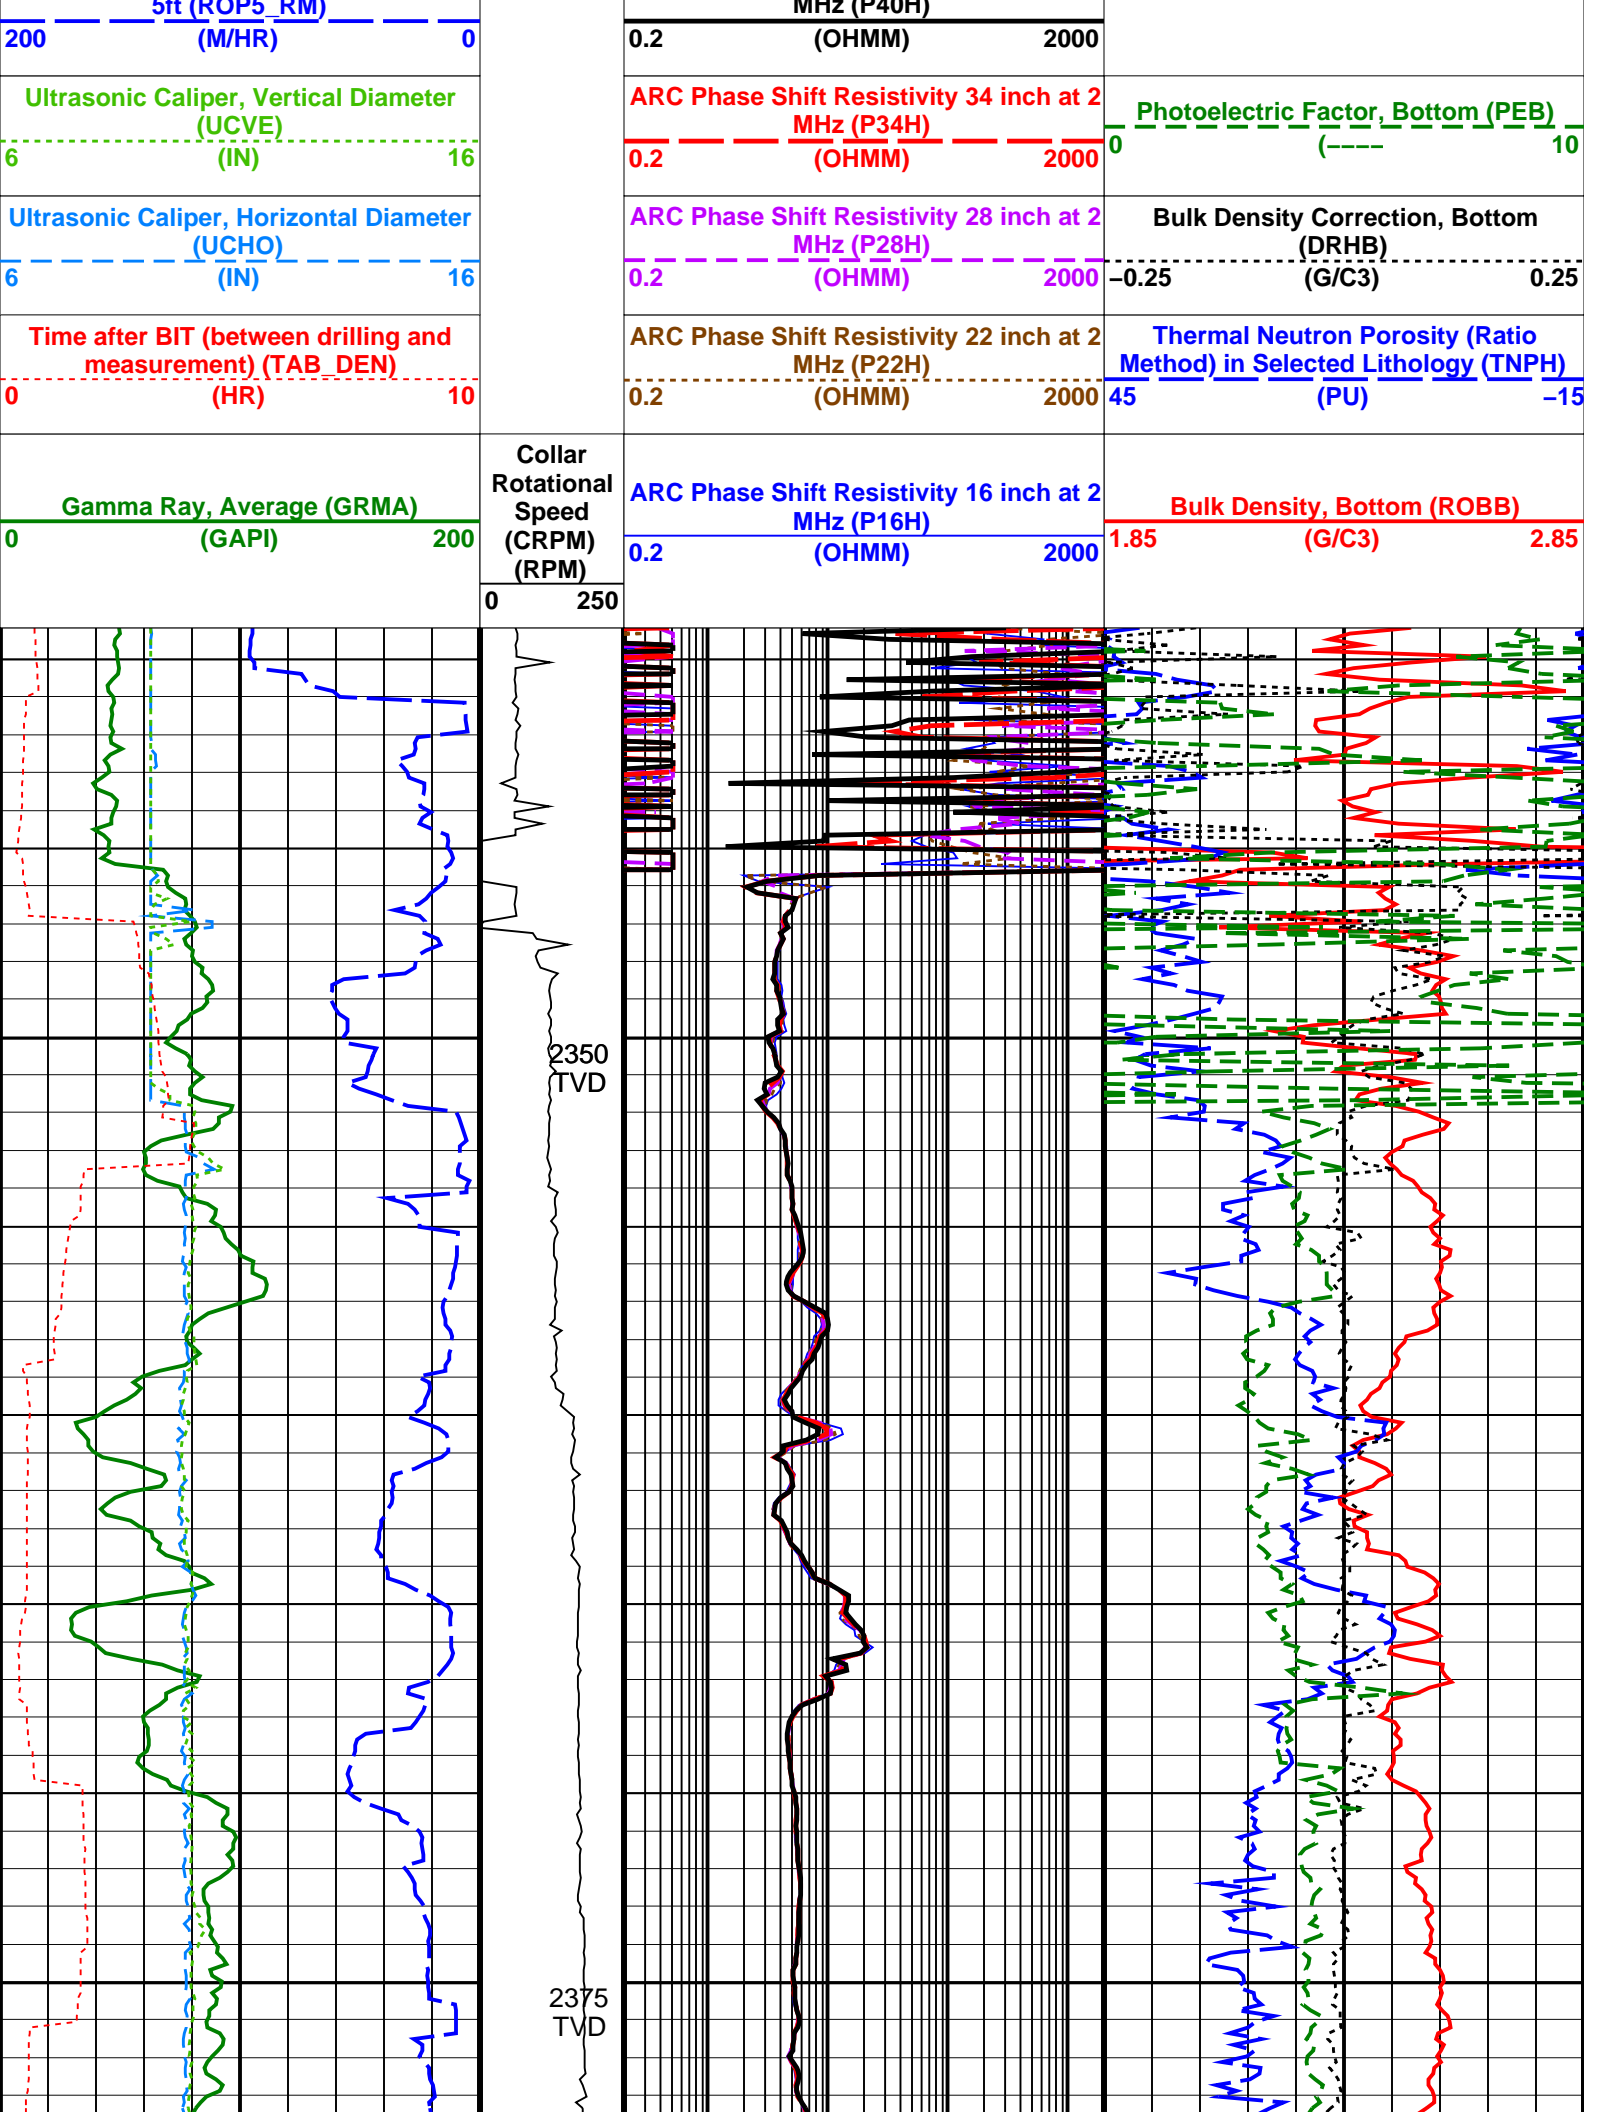 5ft (ROP5_RM)
200 (M/HR) 0
Ultrasonic Caliper, Vertical Diameter
(UCVE)
6 (IN) 16
Ultrasonic Caliper, Horizontal Diameter
(UCHO)
6 (IN) 16
Time after BIT (between drilling and
measurement) (TAB_DEN)
0 (HR) 10
Gamma Ray, Average (GRMA)
0 (GAPI) 200
Collar
Rotational
Speed
(CRPM)
(RPM)
0 250
MHz (P40H)
0.2 (OHMM) 2000
ARC Phase Shift Resistivity 34 inch at 2
MHz (P34H)
0.2 (OHMM) 2000
ARC Phase Shift Resistivity 28 inch at 2
MHz (P28H)
0.2 (OHMM) 2000
ARC Phase Shift Resistivity 22 inch at 2
MHz (P22H)
0.2 (OHMM) 2000
ARC Phase Shift Resistivity 16 inch at 2
MHz (P16H)
0.2 (OHMM) 2000
Photoelectric Factor, Bottom (PEB)
0 (−−−− 10
Bulk Density Correction, Bottom
(DRHB)
−0.25 (G/C3) 0.25
Thermal Neutron Porosity (Ratio
Method) in Selected Lithology (TNPH)
45 (PU) −15
Bulk Density, Bottom (ROBB)
1.85 (G/C3) 2.85
2350
TVD
2375
TVD